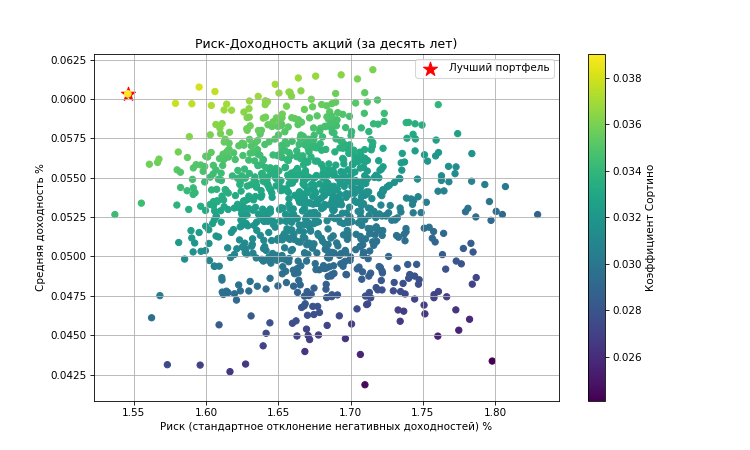 Риск-Доходность акций (за десять лет)
Лучший портфель
Средняя доходность %
0.0625
0.0600
0.0575
0.0550
0.0525
0.0500
0.0475
0.0450
0.0425
1.55 1.60 1.65 1.70 1.75 1.80
Риск (стандартное отклонение негативных доходностей) %
0.038
0.036
0.034
0.032
0.030
0.028
0.026
Коэффициент Сортино